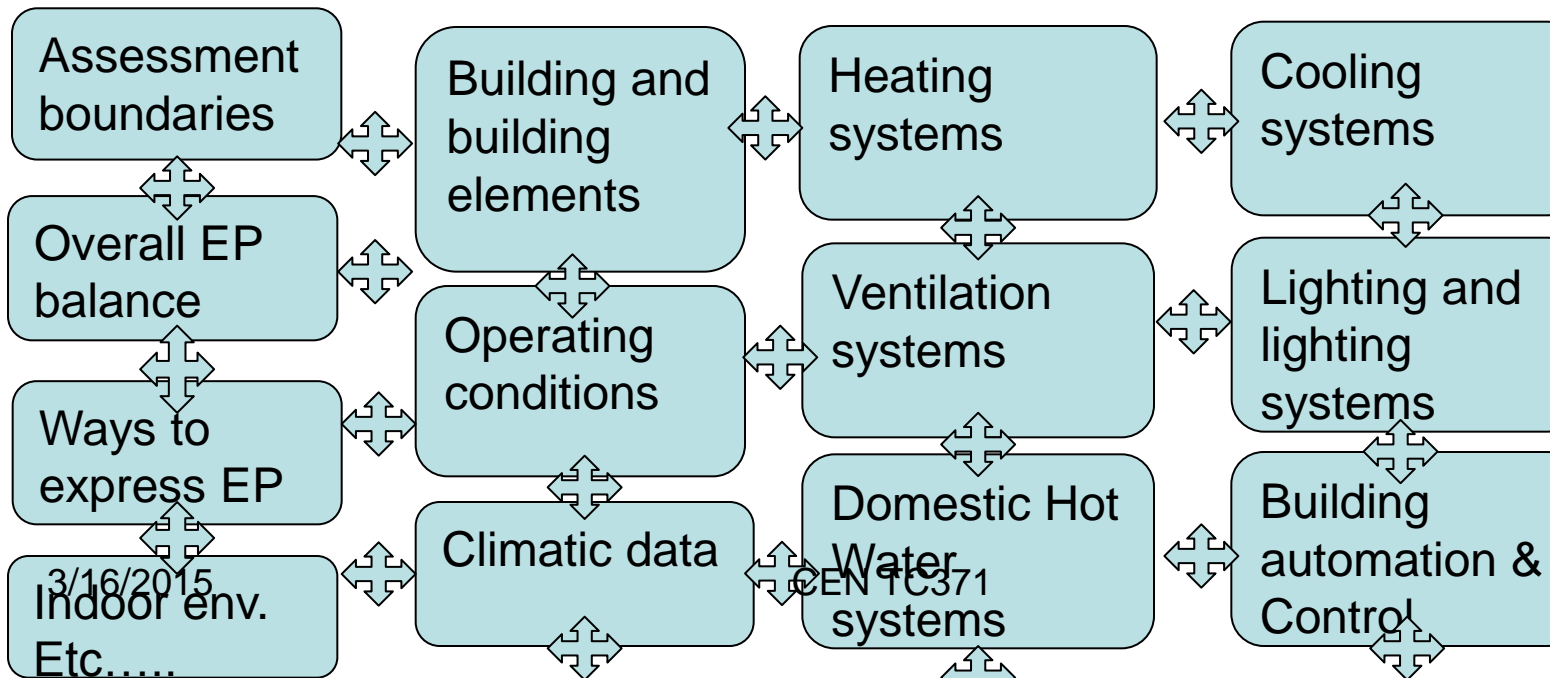 Assessment
boundaries
Overall EP
balance
Ways to
express EP
Indoor env.
Etc.....
3/16/2015
Building and
building
elements
Operating
conditions
Climatic data
Heating
systems
Ventilation
systems
Domestic Hot
Water
systems
CEN TC371
Cooling
systems
Lighting and
lighting
systems
Building
automation &
Control